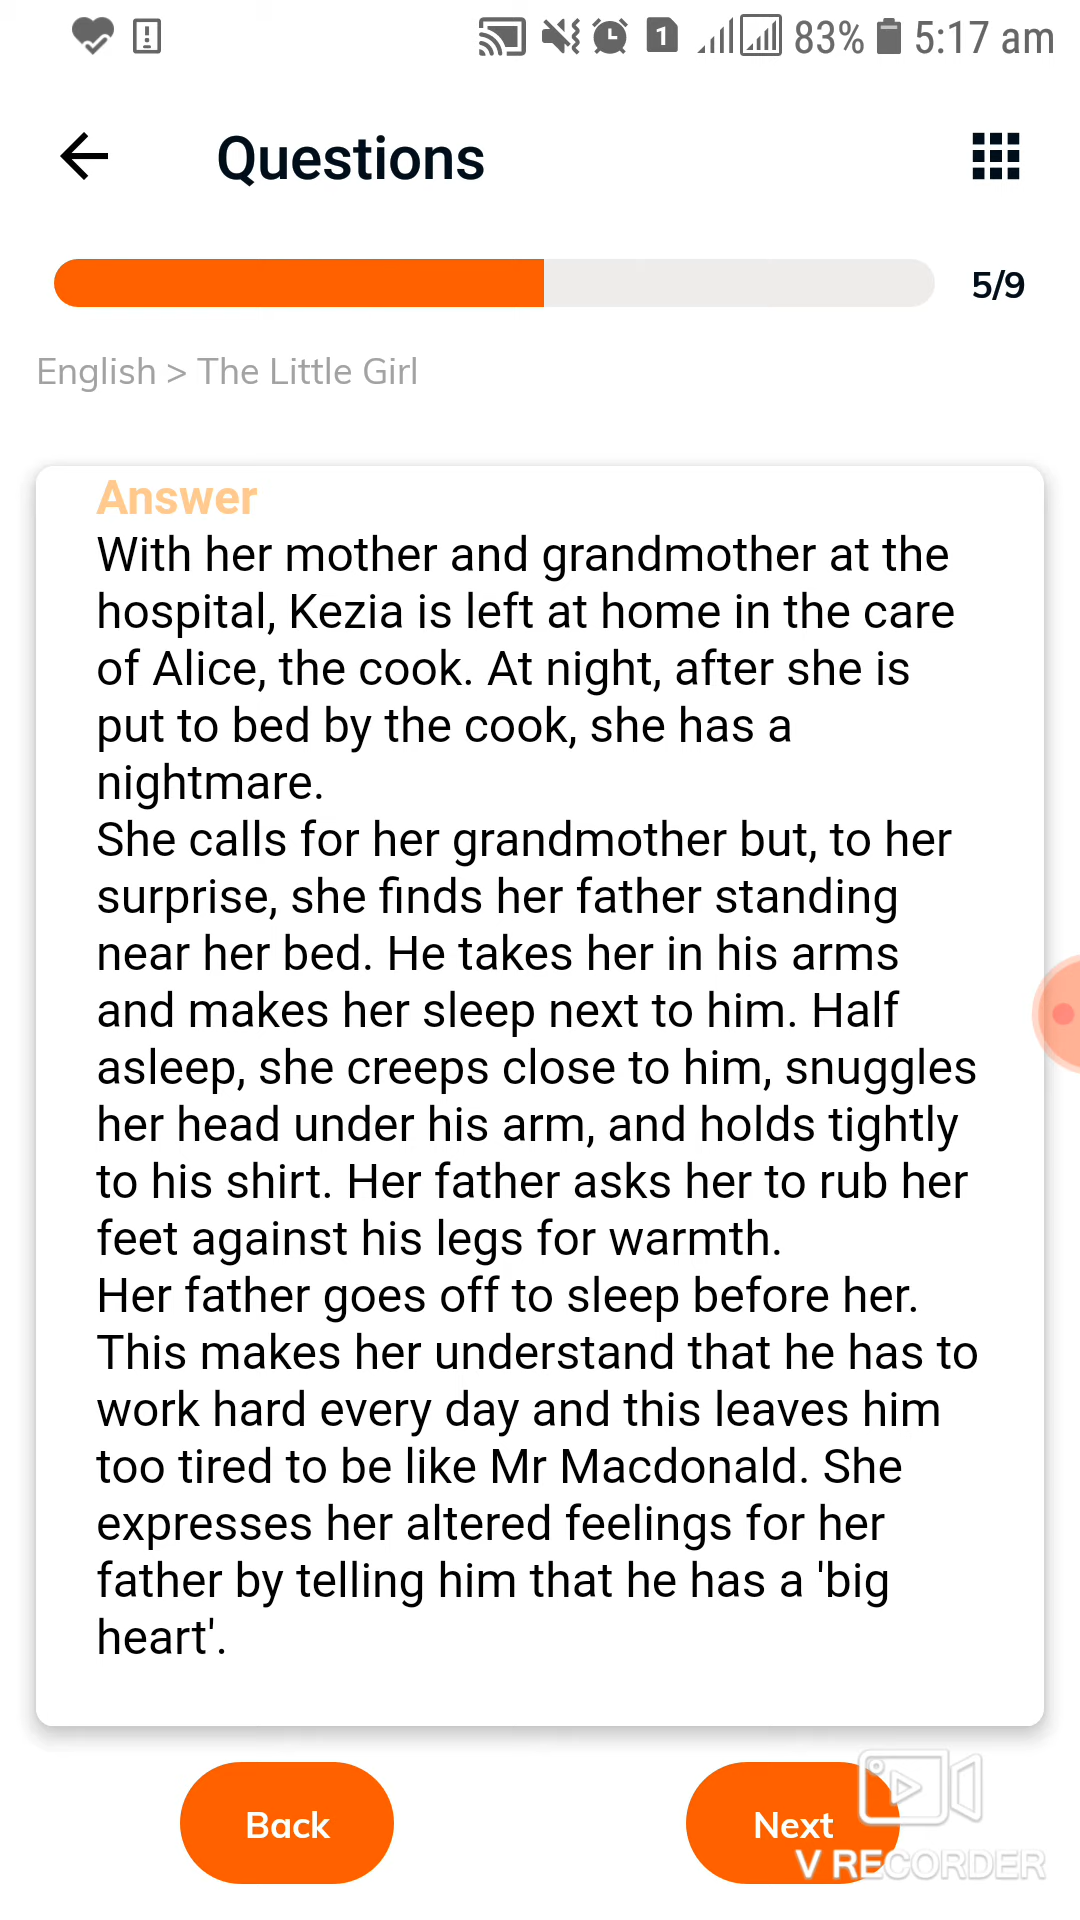 1 83% 5:17 am
Questions
5/9
English > The Little Girl
Answer
With her mother and grandmother at the
hospital, Kezia is left at home in the care
of Alice, the cook. At night, after she is
put to bed by the cook, she has a
nightmare.
She calls for her grandmother but, to her
surprise, she finds her father standing
near her bed. He takes her in his arms
and makes her sleep next to him. Half
asleep, she creeps close to him, snuggles
her head under his arm, and holds tightly
to his shirt. Her father asks her to rub her
feet against his legs for warmth.
Her father goes off to sleep before her.
This makes her understand that he has to
work hard every day and this leaves him
too tired to be like Mr Macdonald. She
expresses her altered feelings for her
father by telling him that he has a 'big
heart'.
Back Next
V RECORDER